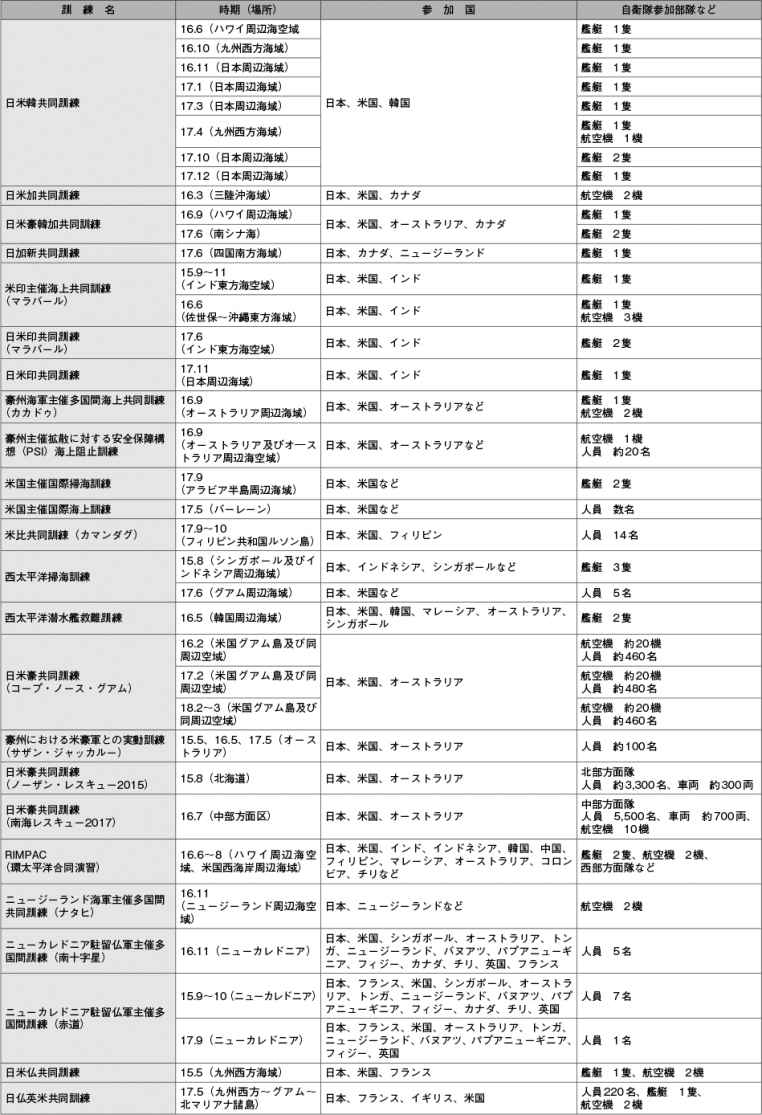 訓　練　名　時期（場所）　参　加　国　自衛隊参加部隊など
日米韓共同訓練
16.6（ハワイ周辺海空域
艦艇　1隻
16.10（九州西方海域）
艦艇　1隻
16.11（日本周辺海域）
艦艇　1隻
17.1（日本周辺海域）
艦艇　1隻
17.3（日本周辺海域）
艦艇　1隻
17.4（九州西方海域）
艦艇　1隻
航空機　1機
17.10（日本周辺海域）
艦艇　2隻
17.12（日本周辺海域）
艦艇　1隻
日本、米国、韓国
日米加共同訓練
16.3（三陸沖海域）
日本、米国、カナダ
航空機　2機
日米豪韓加共同訓練
16.9（ハワイ周辺海域）
艦艇　1隻
17.6（南シナ海）
艦艇　2隻
日本、米国、オーストラリア、カナダ
日加新共同訓練
17.6（四国南方海域）
日本、カナダ、ニュージーランド
艦艇　1隻
米印主催海上共同訓練
（マラバール）
15.9〜11
（インド東方海空域）
日本、米国、インド
艦艇　1隻
16.6
（佐世保〜沖縄東方海域）
日本、米国、インド
艦艇　1隻
航空機　3機
日米印共同訓練
（マラバール）
17.6
（インド東方海空域）
日本、米国、インド
艦艇　2隻
日米印共同訓練
17.11
（日本周辺海域）
日本、米国、インド
艦艇　1隻
豪州海軍主催多国間海上共同訓練
（カカドゥ）
16.9
（オーストラリア周辺海域）
日本、米国、オーストラリアなど
艦艇　1隻
航空機　2機
豪州主催拡散に対する安全保障構
想（PSI）海上阻止訓練
16.9
（オーストラリア及びオース
トラリア周辺海空域）
日本、米国、オーストラリアなど
航空機　1機
人員　約20名
米国主催国際掃海訓練
17.9
（アラビア半島周辺海域）
日本、米国など
艦艇　2隻
米国主催国際海上訓練
17.5（バーレーン）
日本、米国など
人員　数名
米比共同訓練（カマンダグ）
17.9〜10
（フィリピン共和国ルソン島）
日本、米国、フィリピン
人員　14名
西太平洋掃海訓練
15.8（シンガポール及びイ
ンドネシア周辺海域）
日本、インドネシア、シンガポールなど
艦艇　3隻
17.6（グアム周辺海域）
日本、米国など
人員　5名
西太平洋潜水艦救難訓練
16.5（韓国周辺海域）
日本、米国、韓国、マレーシア、オーストラリア、
シンガポール
艦艇　2隻
日米豪共同訓練
（コープ・ノース・グアム）
16.2（米国グアム島及び同
周辺空域）
航空機　約20機
人員　約460名
17.2（米国グアム島及び同
周辺空域）
航空機　約20機
人員　約480名
18.2〜3（米国グアム島及び
同周辺空域）
航空機　約20機
人員　約460名
日本、米国、オーストラリア
豪州における米豪軍との実動訓練
（サザン・ジャッカルー）
15.5、16.5、17.5（オース
トラリア）
日本、米国、オーストラリア
人員　約100名
日米豪共同訓練
（ノーザン・レスキュー2015）
15.8（北海道）
日本、米国、オーストラリア
北部方面隊
人員　約3,300名、車両　約300両
日米豪共同訓練
（南海レスキュー2017）
16.7（中部方面区）
日本、米国、オーストラリア
中部方面隊
人員　5,500名、車両　約700両、
航空機　10機
RIMPAC
（環太平洋合同演習）
16.6〜8（ハワイ周辺海空
域、米国西海岸周辺海域）
日本、米国、インド、インドネシア、韓国、中国、
フィリピン、マレーシア、オーストラリア、コロン
ビア、チリなど
艦艇　2隻、航空機　2機、
西部方面隊など
ニュージーランド海軍主催多国間
共同訓練（ナタヒ）
16.11
（ニュージーランド周辺海空
域）
日本、ニュージーランドなど
航空機　2機
ニューカレドニア駐留仏軍主催多
国間訓練（南十字星）
16.11（ニューカレドニア）
日本、米国、シンガポール、オーストラリア、トン
ガ、ニュージーランド、バヌアツ、パプアニューギ
ニア、フィジー、カナダ、チリ、英国、フランス
人員　5名
ニューカレドニア駐留仏軍主催多
国間訓練（赤道）
15.9〜10（ニューカレドニア）
日本、フランス、米国、シンガポール、オーストラ
リア、トンガ、ニュージーランド、バヌアツ、パプ
アニューギニア、フィジー、カナダ、チリ、英国
人員　7名
17.9（ニューカレドニア）
日本、フランス、米国、オーストラリア、トンガ、
ニュージーランド、バヌアツ、パプアニューギニア、
フィジー、英国
人員　1名
日米仏共同訓練
15.5（九州西方海域）
日本、米国、フランス
艦艇　1隻、航空機　2機
日仏英米共同訓練
17.5（九州西方〜グアム〜
北マリアナ諸島）
日本、フランス、イギリス、米国
人員220名、艦艇　1隻、
航空機　2機